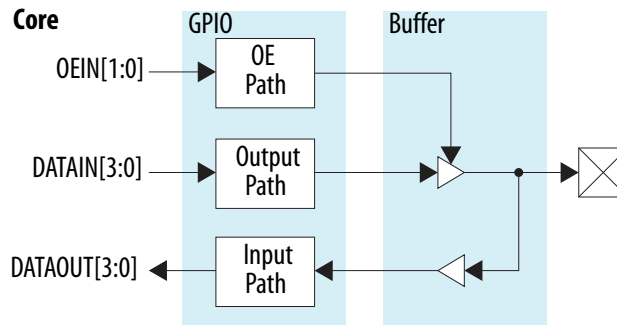 Core
GPIO
Buffer
OEIN[1:0]
OE
Path
DATAIN[3:0]
Output
Path
DATAOUT[3:0]
Input
Path